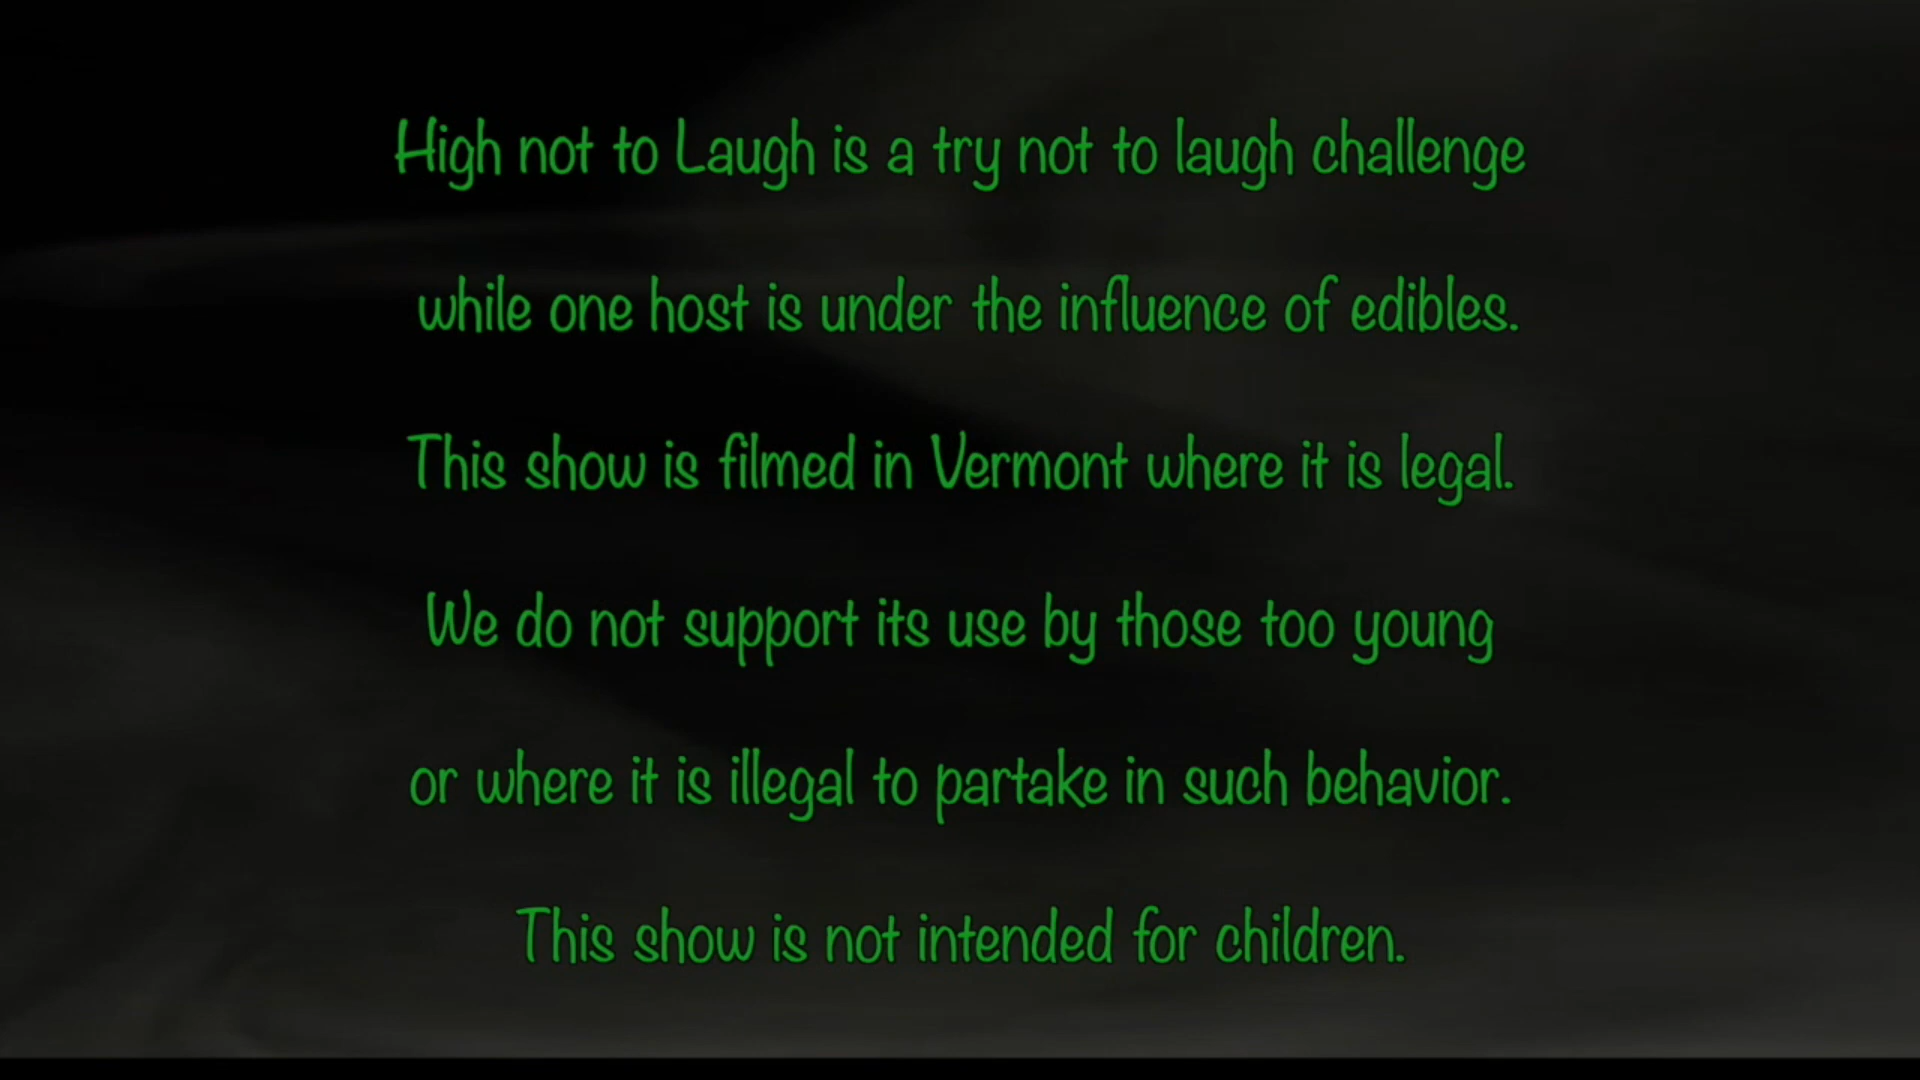 High not to Laugh is a try not to laugh challenge
while one host is under the influence of edibles.
This show is filmed in Vermont where it is legal.
We do not support its use by those too young
or where it is illegal to partake in such behavior.
This show is not intended for children.